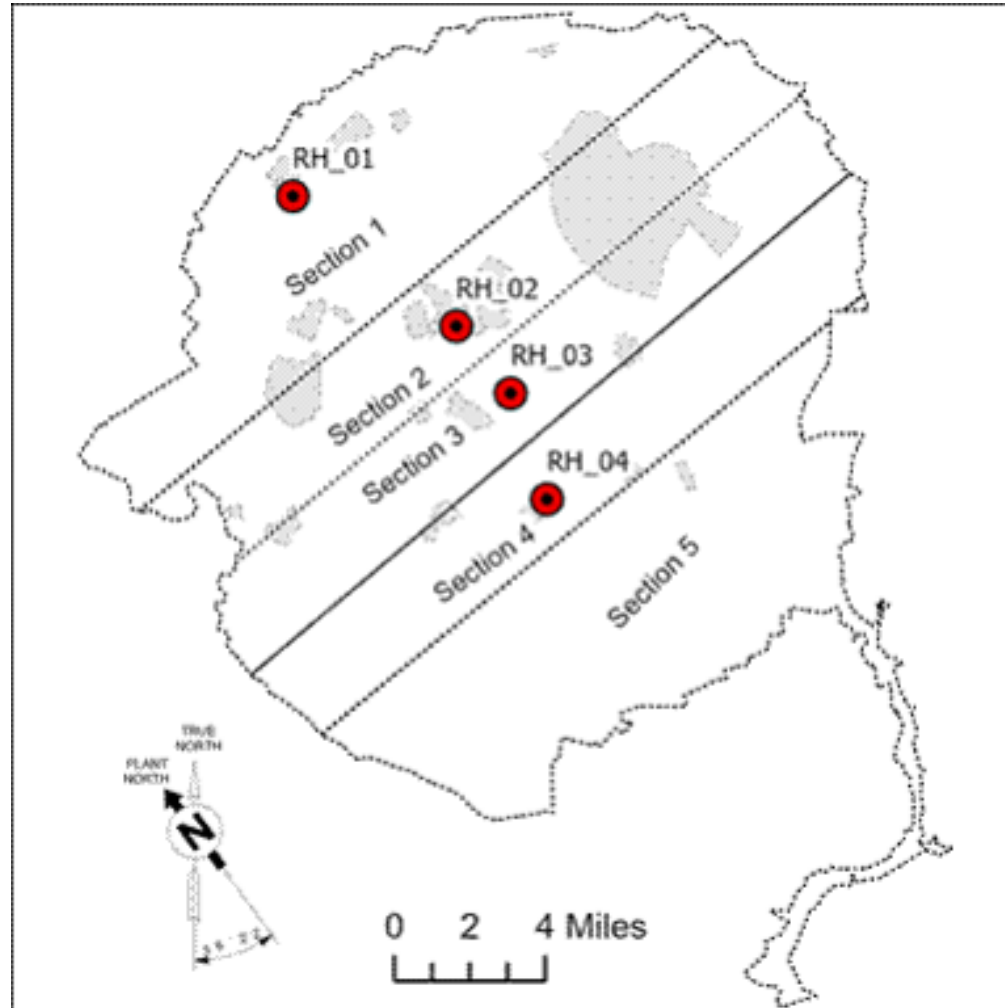 RH_01
Section 1
RH_02
RH_03
Section 2
Section 3
RH_04
Section 4
Section 5
TRUE
NORTH
PLANT
NORTH
N
0 2 4 Miles